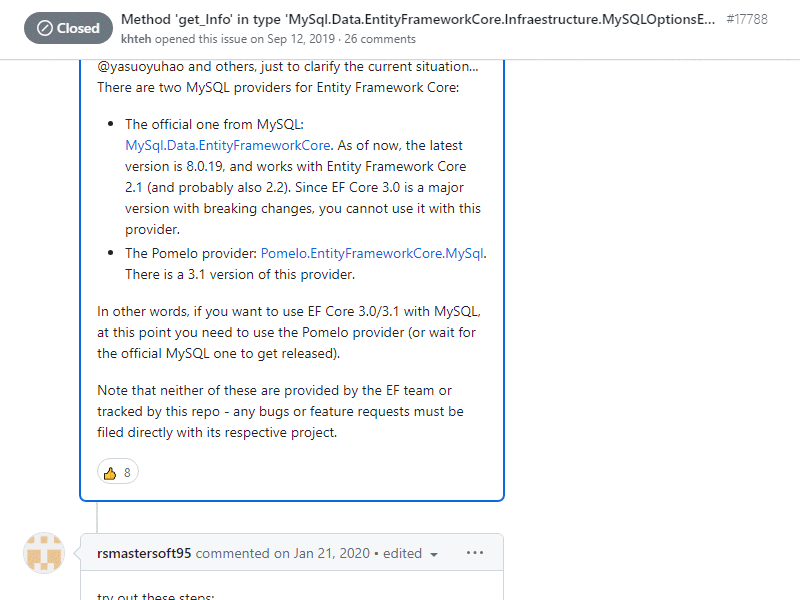 Closed
Method 'get_Info' in type 'MySql.Data.EntityFrameworkCore.Infraestructure.MySQLOptionsE... #17788
khteh opened this issue on Sep 12, 2019 · 26 comments
@yasuoyuhao and others, just to clarify the current situation...
There are two MySQL providers for Entity Framework Core:
• The official one from MySQL:
MySql.Data.EntityFrameworkCore. As of now, the latest
version is 8.0.19, and works with Entity Framework Core
2.1 (and probably also 2.2). Since EF Core 3.0 is a major
version with breaking changes, you cannot use it with this
provider.
• The Pomelo provider: Pomelo.EntityFrameworkCore.MySql.
There is a 3.1 version of this provider.
In other words, if you want to use EF Core 3.0/3.1 with MySQL,
at this point you need to use the Pomelo provider (or wait for
the official MySQL one to get released).
Note that neither of these are provided by the EF team or
tracked by this repo - any bugs or feature requests must be
filed directly with its respective project.
👍 8
rsmastersoft95 commented on Jan 21, 2020 • edited
try out these steps: